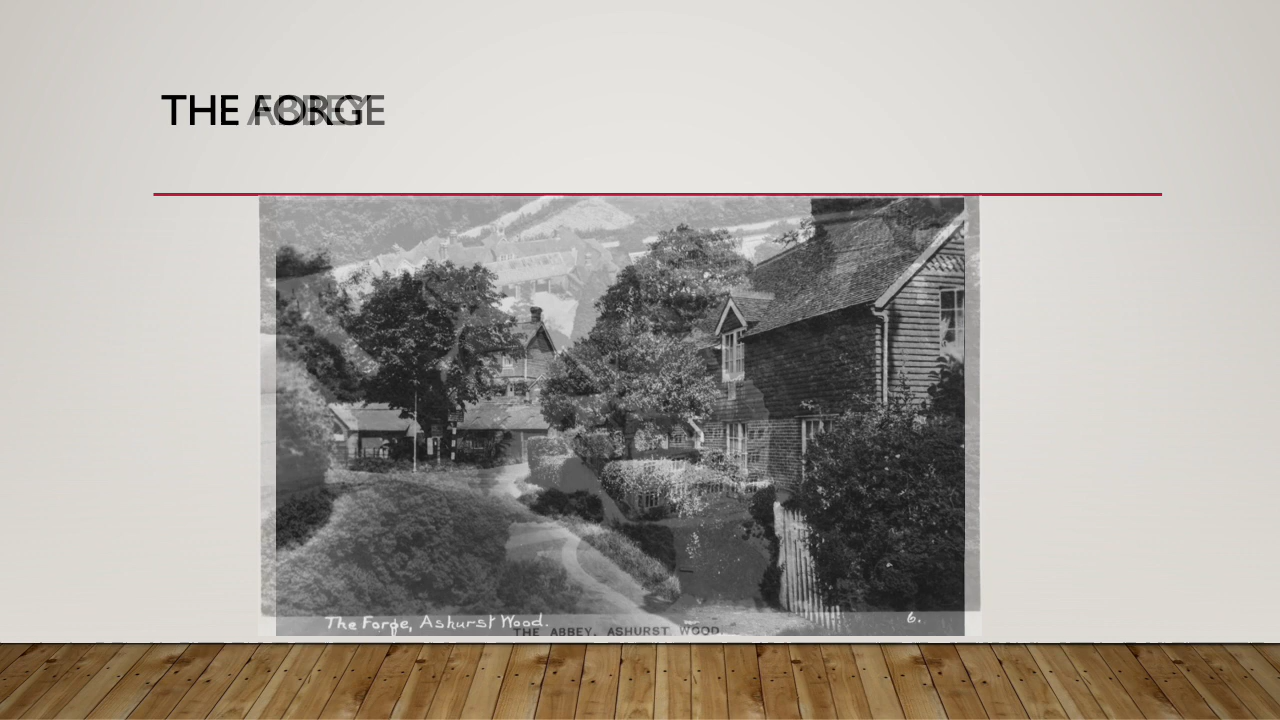 THE FORGE
ABBEY
The Forge, Ashurst Wood.
6.
THE ABBEY, ASHURST WOOD.